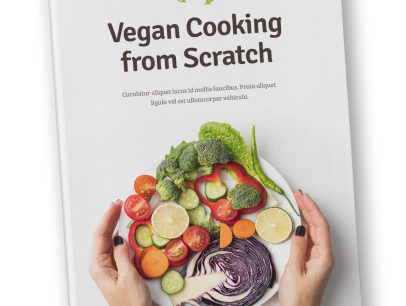 Vegan Cooking
from Scratch
Curabitur aliquet lacus id mollis faucibus. Proin aliquet
ligula vel est ullamcorper vehicula.